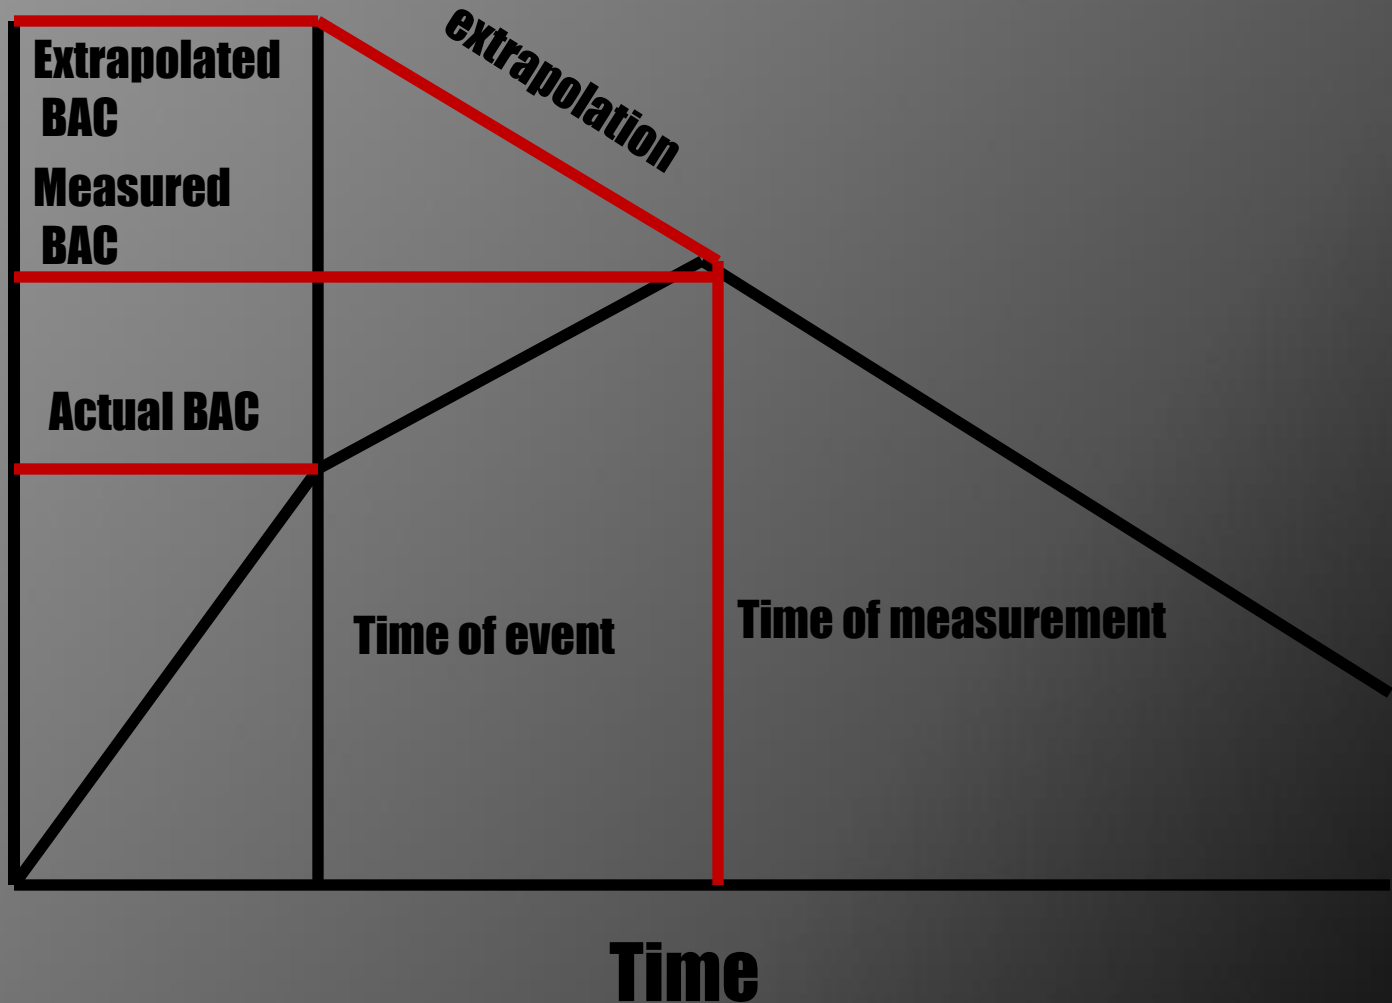 extrapolation
Extrapolated
BAC
Measured
BAC
Actual BAC
Time of event
Time of measurement
Time